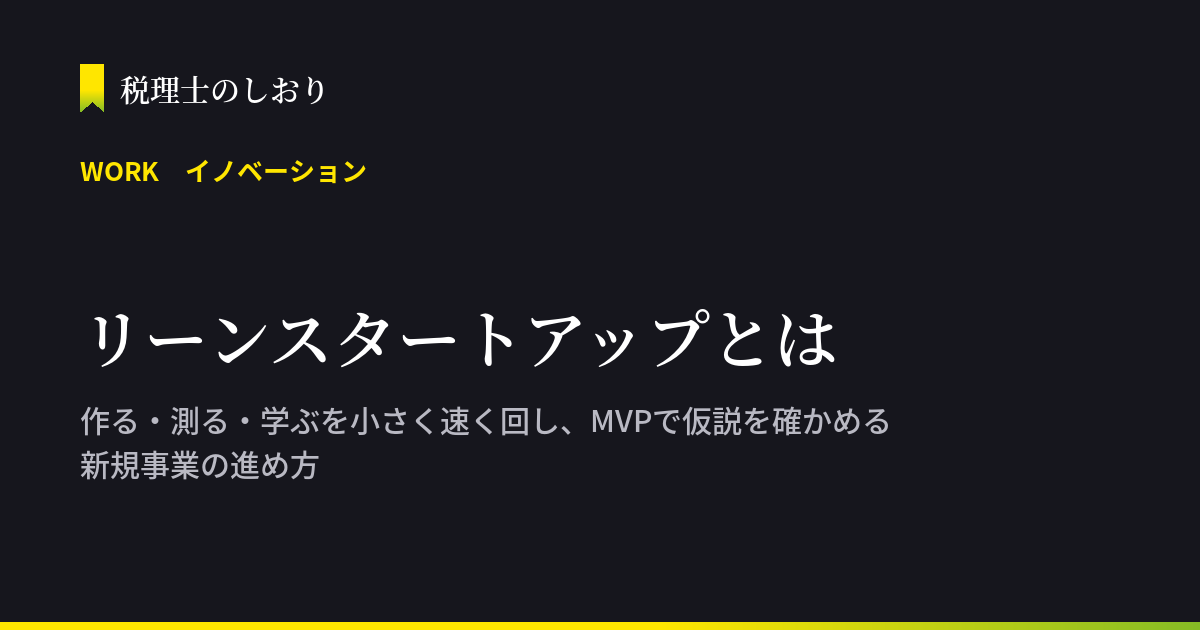 税理士のしおり
WORK　イノベーション
リーンスタートアップとは
作る・測る・学ぶを小さく速く回し、MVPで仮説を確かめる
新規事業の進め方